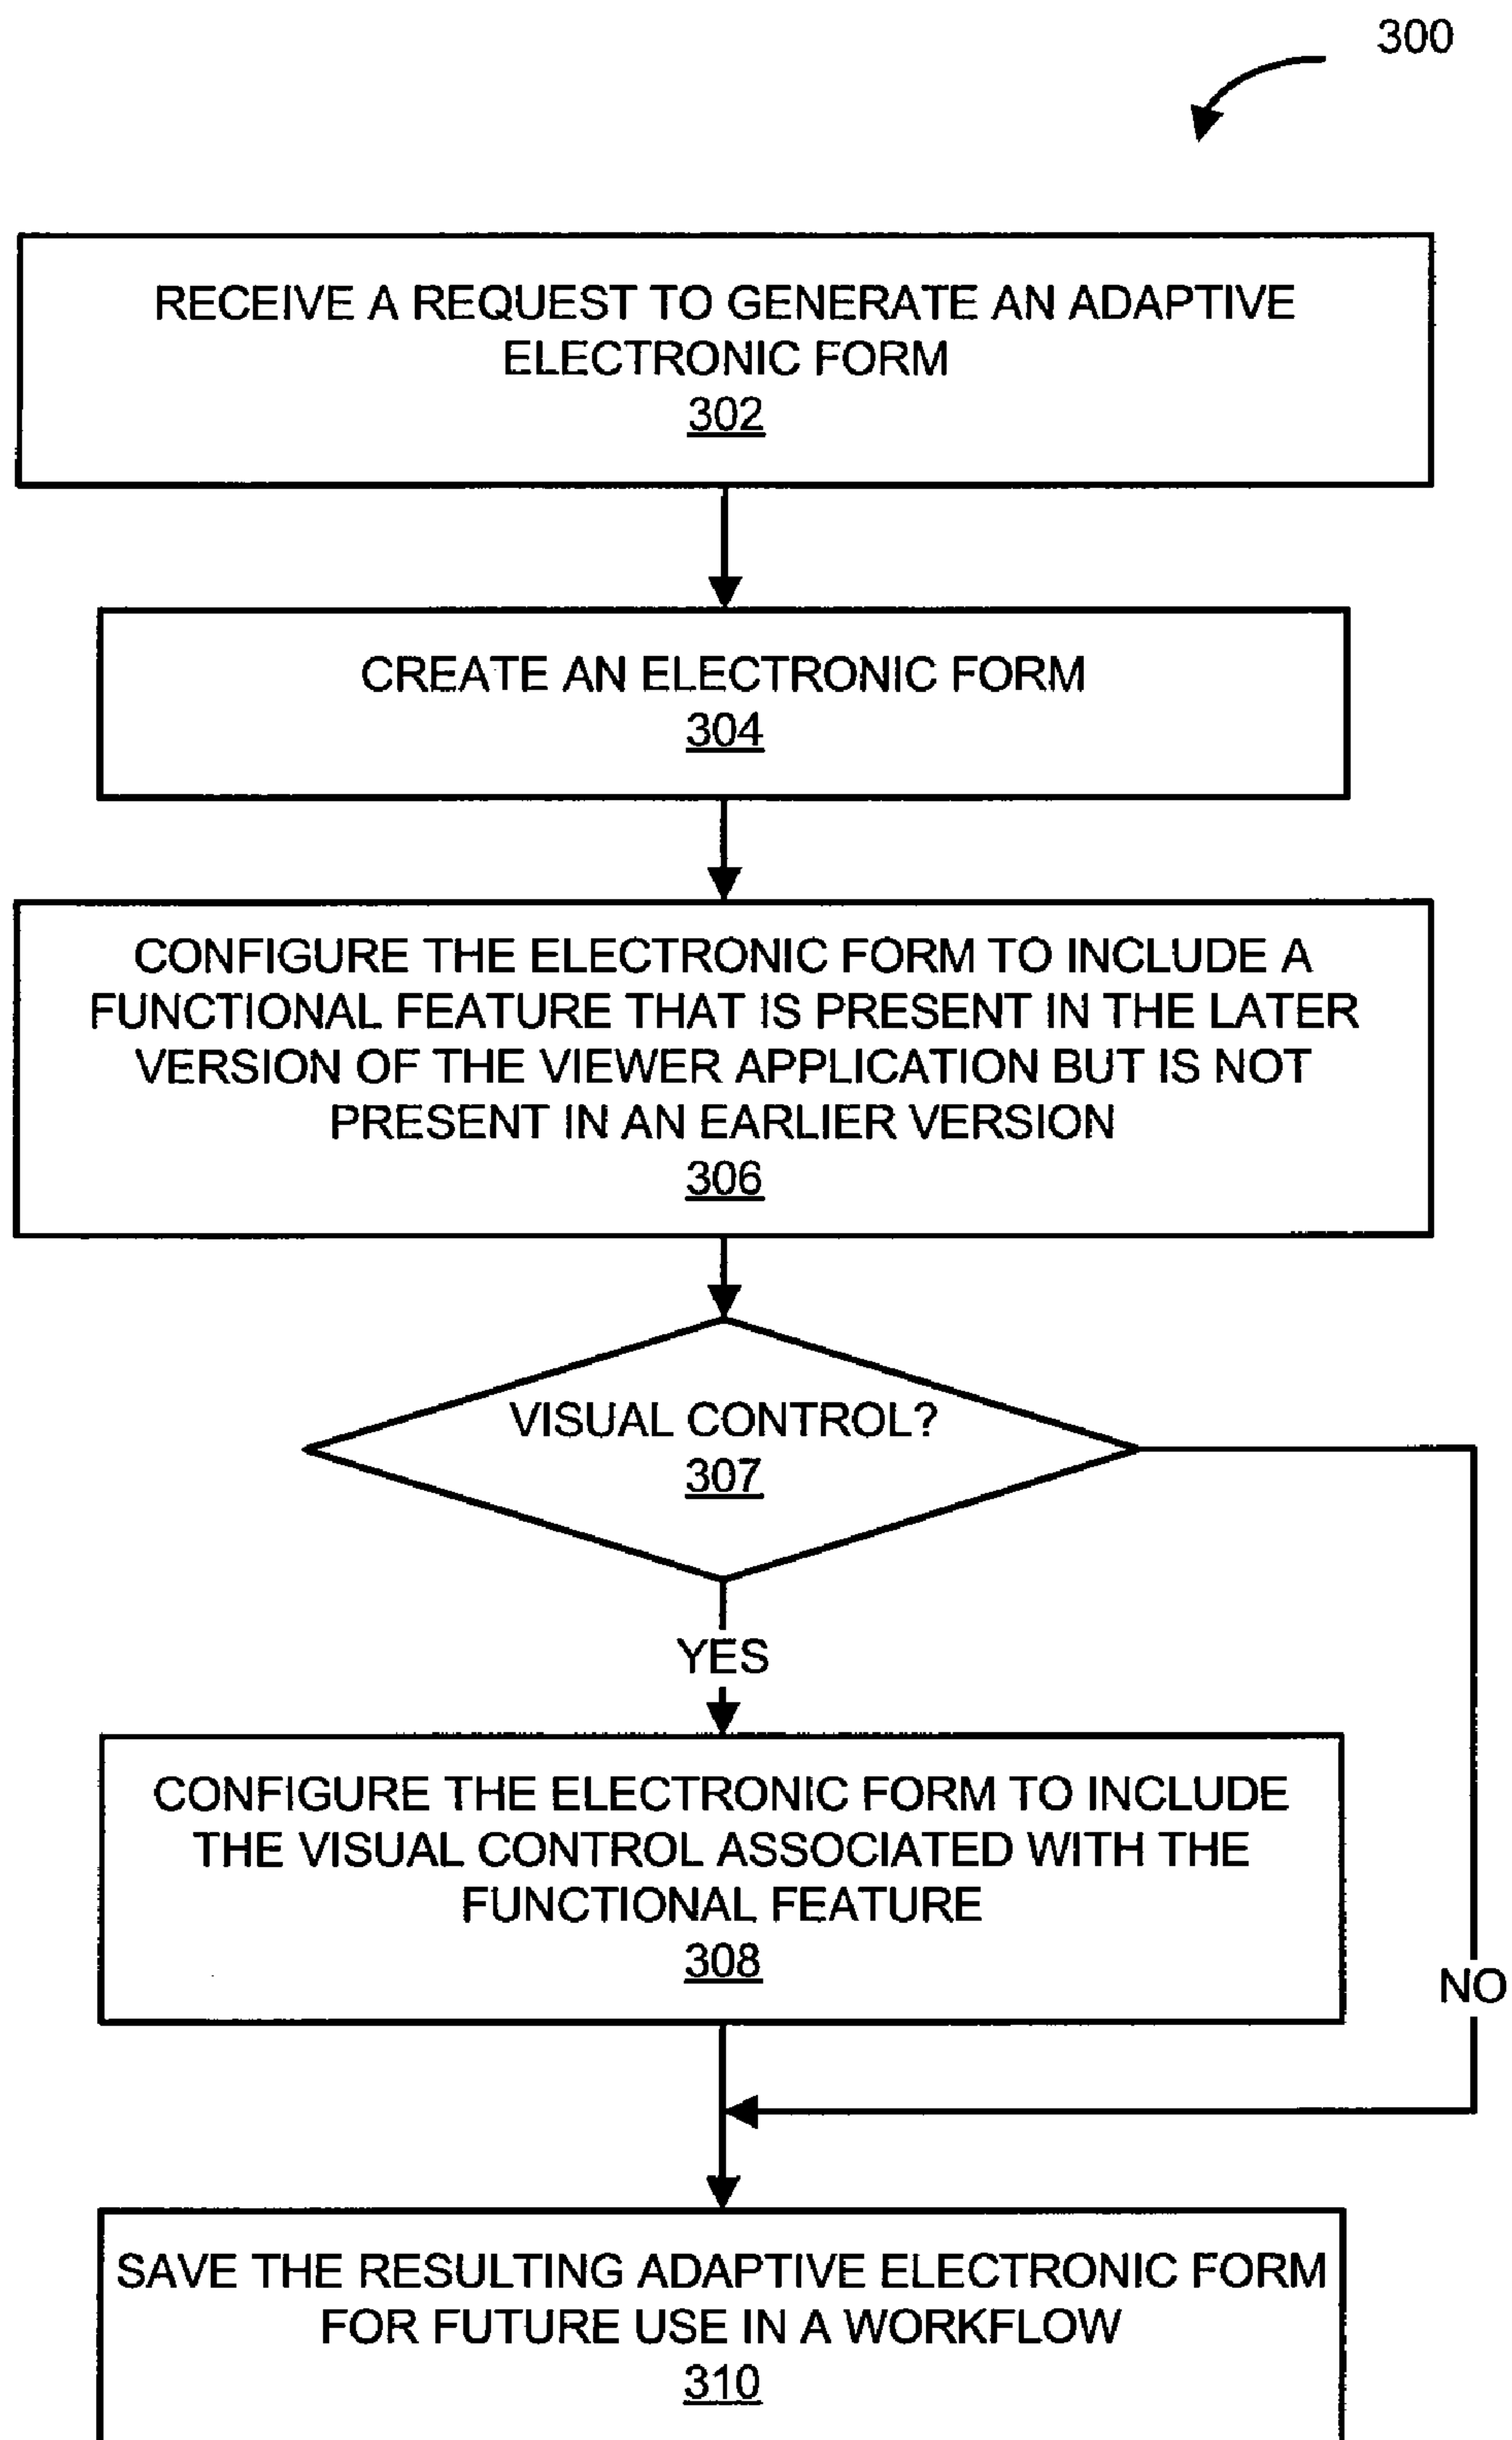 300
RECEIVE A REQUEST TO GENERATE AN ADAPTIVE
ELECTRONIC FORM
302
CREATE AN ELECTRONIC FORM
304
CONFIGURE THE ELECTRONIC FORM TO INCLUDE A
FUNCTIONAL FEATURE THAT IS PRESENT IN THE LATER
VERSION OF THE VIEWER APPLICATION BUT IS NOT
PRESENT IN AN EARLIER VERSION
306
VISUAL CONTROL?
307
YES
CONFIGURE THE ELECTRONIC FORM TO INCLUDE
THE VISUAL CONTROL ASSOCIATED WITH THE
FUNCTIONAL FEATURE
308
NO
SAVE THE RESULTING ADAPTIVE ELECTRONIC FORM
FOR FUTURE USE IN A WORKFLOW
310